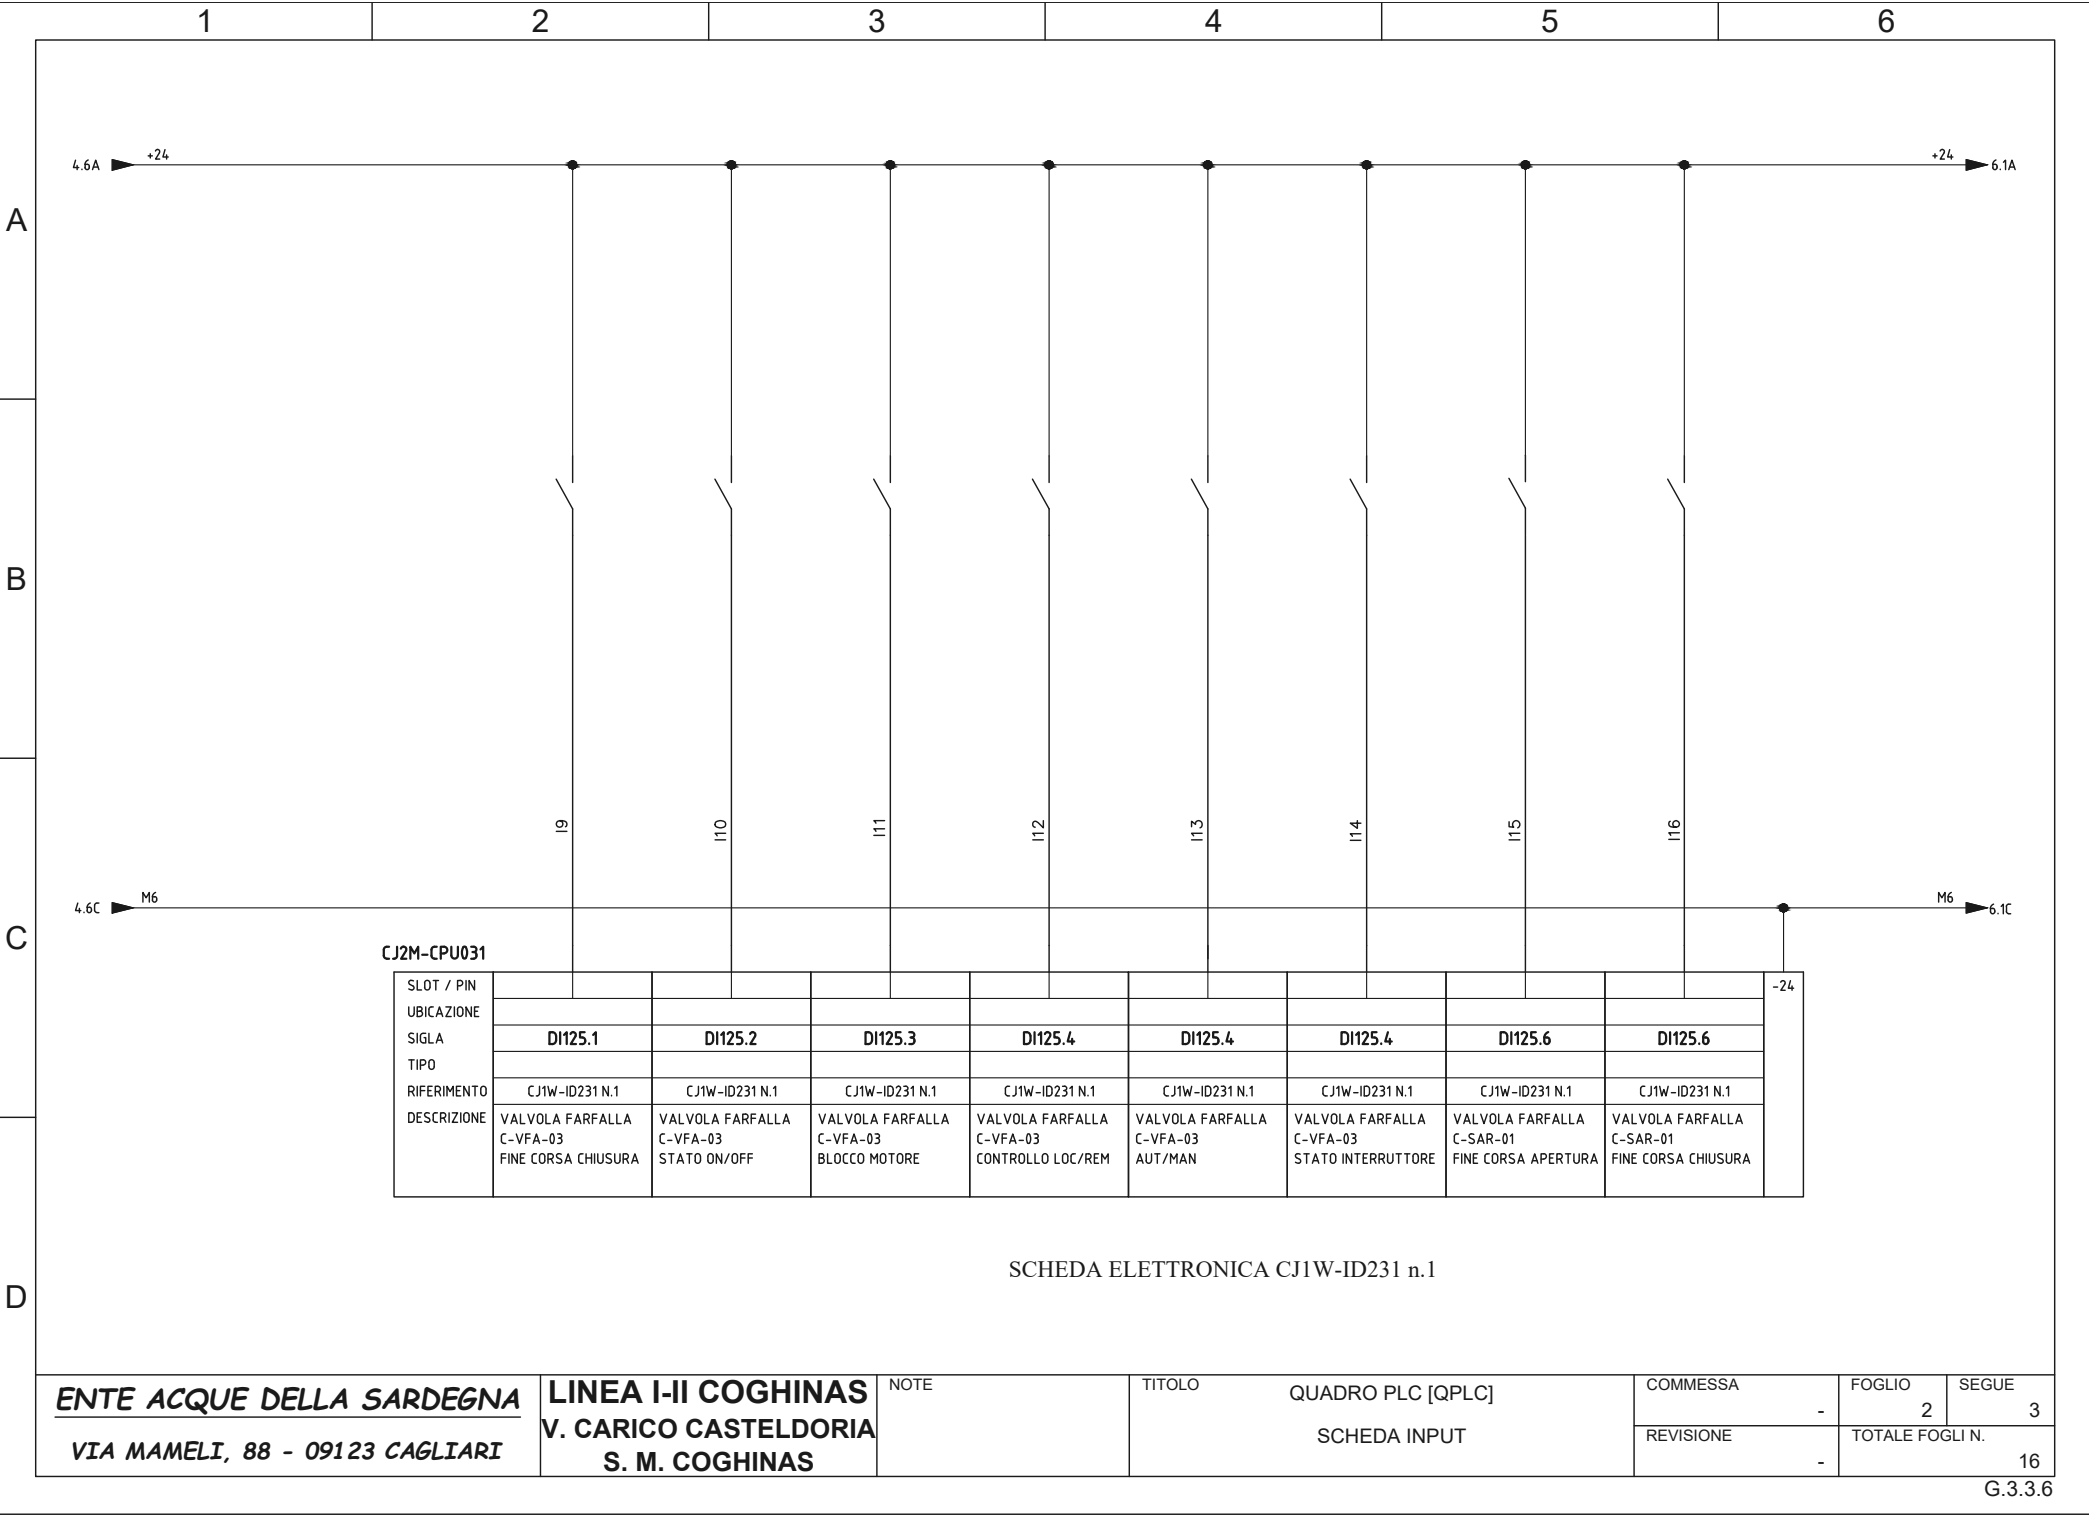 1 2 3 4 5 6
A
B
C
D
4.6A +24 +24 6.1A
I9 I10 I11 I12 I13 I14 I15 I16
4.6C M6 M6 6.1C
CJ2M-CPU031
SLOT / PIN -24
UBICAZIONE
SIGLA DI125.1 DI125.2 DI125.3 DI125.4 DI125.4 DI125.4 DI125.6 DI125.6
TIPO
RIFERIMENTO CJ1W-ID231 N.1 CJ1W-ID231 N.1 CJ1W-ID231 N.1 CJ1W-ID231 N.1 CJ1W-ID231 N.1 CJ1W-ID231 N.1 CJ1W-ID231 N.1 CJ1W-ID231 N.1
DESCRIZIONE VALVOLA FARFALLA VALVOLA FARFALLA VALVOLA FARFALLA VALVOLA FARFALLA VALVOLA FARFALLA VALVOLA FARFALLA VALVOLA FARFALLA VALVOLA FARFALLA
C-VFA-03 C-VFA-03 C-VFA-03 C-VFA-03 C-VFA-03 C-VFA-03 C-SAR-01 C-SAR-01
FINE CORSA CHIUSURA STATO ON/OFF BLOCCO MOTORE CONTROLLO LOC/REM AUT/MAN STATO INTERRUTTORE FINE CORSA APERTURA FINE CORSA CHIUSURA
SCHEDA ELETTRONICA CJ1W-ID231 n.1
ENTE ACQUE DELLA SARDEGNA
VIA MAMELI, 88 - 09123 CAGLIARI
LINEA I-II COGHINAS
V. CARICO CASTELDORIA
S. M. COGHINAS
NOTE
TITOLO
QUADRO PLC [QPLC]
SCHEDA INPUT
COMMESSA
-
REVISIONE
-
FOGLIO
2
SEGUE
3
TOTALE FOGLI N.
16
G.3.3.6